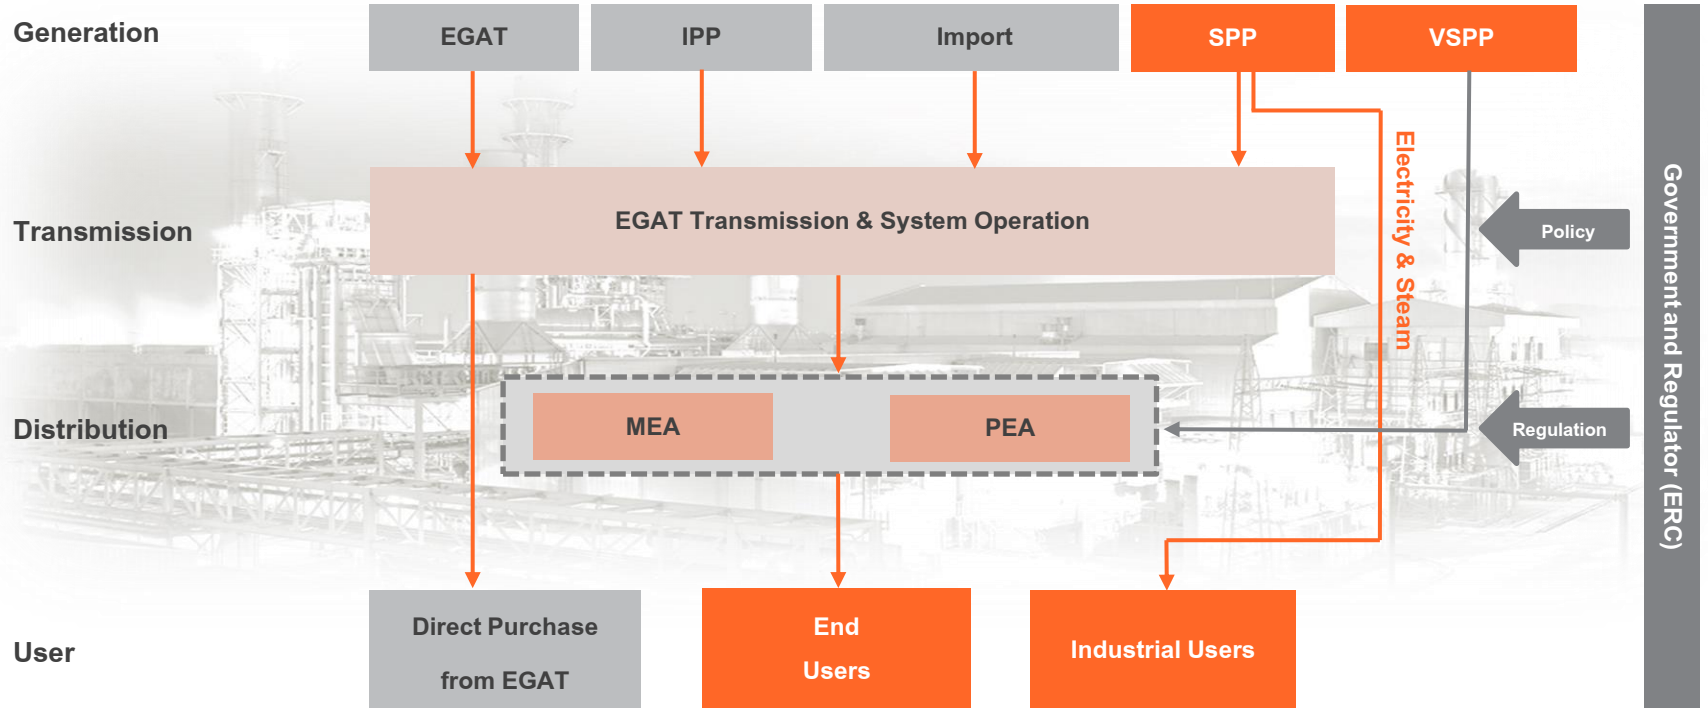 Generation
EGAT
IPP
Import
SPP
VSPP
Electricity & Steam
Government and Regulator (ERC)
Transmission
EGAT Transmission & System Operation
Policy
Distribution
MEA
PEA
Regulation
User
Direct Purchase
from EGAT
End
Users
Industrial Users